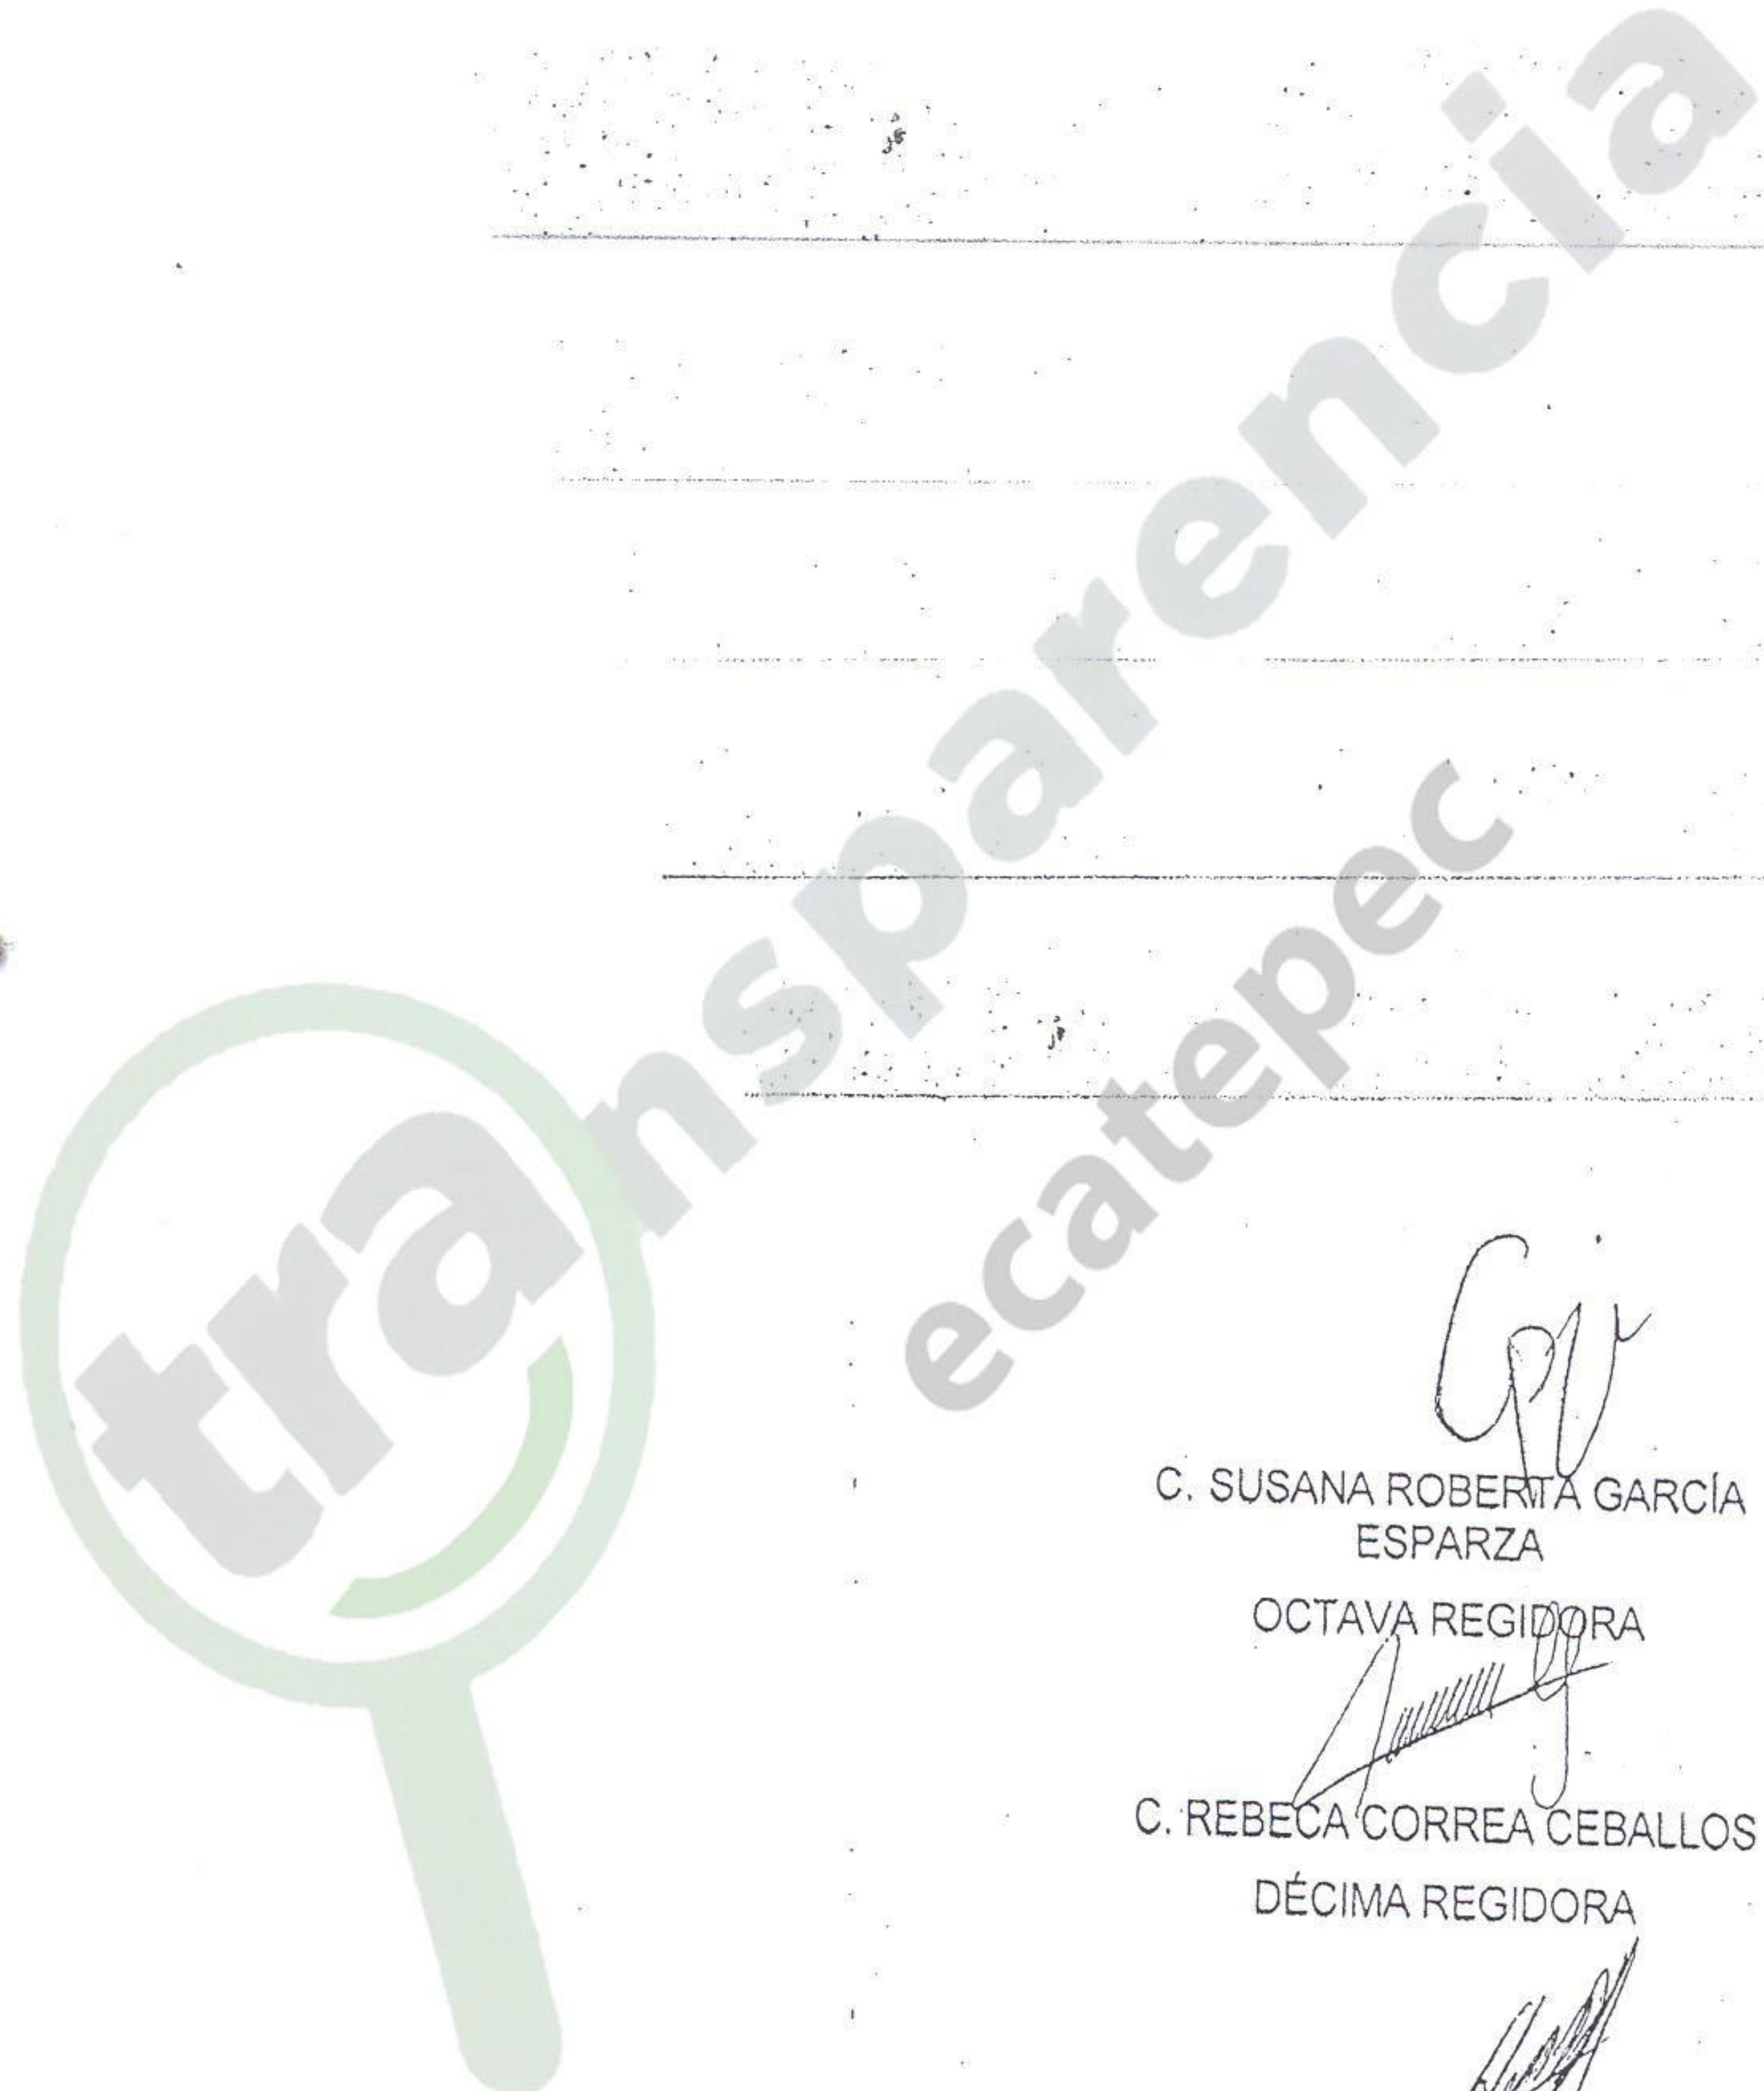 transparencia
ecatepec
C. SUSANA ROBERTA GARCÍA
ESPARZA
OCTAVA REGIDORA
C. REBECA CORREA CEBALLOS
DÉCIMA REGIDORA